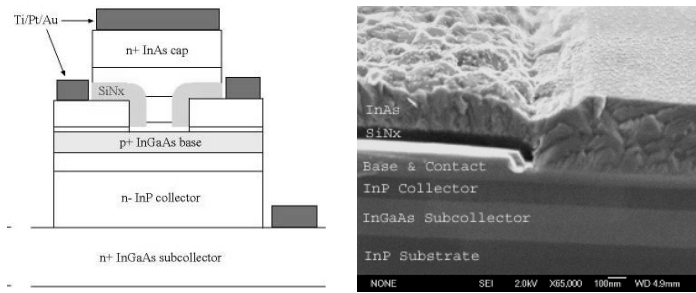 Ti/Pt/Au
n+ InAs cap
SiNx
p+ InGaAs base
n- InP collector
n+ InGaAs subcollector
InAs
SiNx
Base & Contact
InP Collector
InGaAs Subcollector
InP Substrate
NONE SEI 2.0kV X65,000 100nm WD 4.9mm